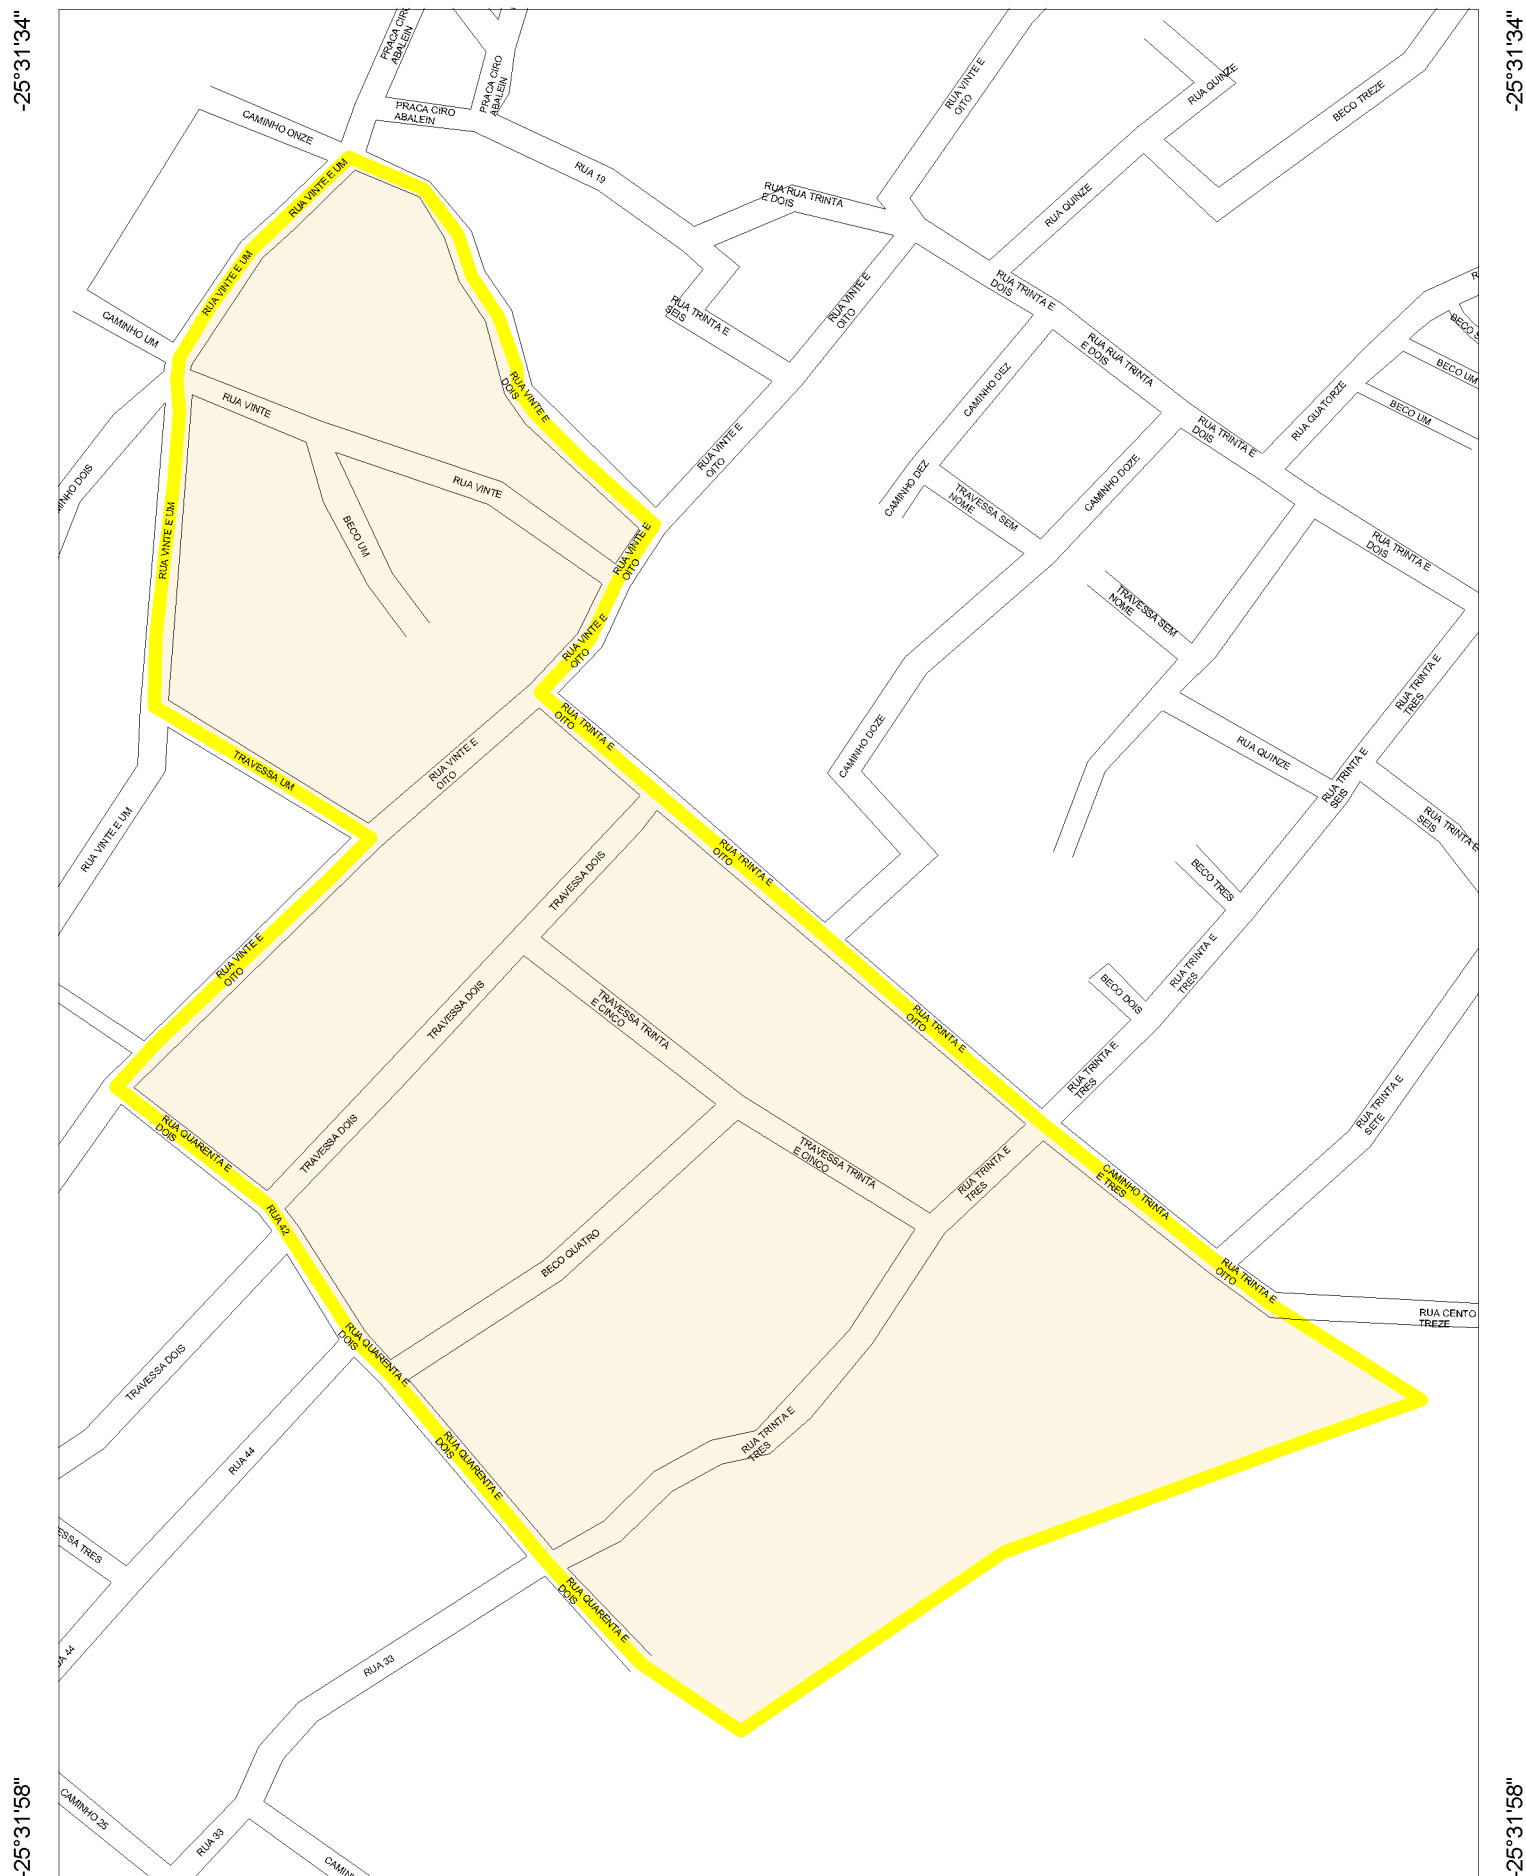 -25°31'34"
-25°31'34"
PRACA CIRO
ABALEIN
PRACA CIRO
ABALEIN
PRACA CIRO
ABALEIN
CAMINHO ONZE
RUA VINTE E
OITO
RUA QUINZE
BECO TREZE
RUA 19
RUA VINTE E UM
RUA RUA TRINTA
E DOIS
RUA QUINZE
RUA VINTE E UM
RUA TRINTA E
DOIS
RUA VINTE E
OITO
CAMINHO UM
RUA TRINTA E
SEIS
BECO
RUA RUA TRINTA
E DOIS
BECO UM
RUA VINTE
RUA VINTE E
DOIS
CAMINHO DEZ
RUA QUATORZE
BECO UM
RUA VINTE E
OITO
RUA TRINTA E
DOIS
INHO DOIS
RUA VINTE
CAMINHO DEZ
TRAVESSA SEM
NOME
CAMINHO DOZE
RUA VINTE E UM
BECO UM
RUA VINTE E
OITO
RUA TRINTA E
DOIS
TRAVESSA SEM
NOME
RUA VINTE E
OITO
RUA TRINTA E
TRES
RUA TRINTA E
OITO
TRAVESSA UM
RUA VINTE E
OITO
CAMINHO DOZE
RUA QUINZE
RUA TRINTA E
SEIS
RUA VINTE E UM
RUA TRINTA E
SEIS
RUA TRINTA E
OITO
TRAVESSA DOIS
BECO TRES
RUA VINTE E
OITO
RUA TRINTA E
TRES
TRAVESSA DOIS
TRAVESSA TRINTA
E CINCO
BECO DOIS
RUA TRINTA E
OITO
RUA TRINTA E
TRES
RUA QUARENTA E
DOIS
TRAVESSA DOIS
RUA TRINTA E
SETE
TRAVESSA TRINTA
E CINCO
RUA TRINTA E
TRES
CAMINHO TRINTA
E TRES
RUA 42
BECO QUATRO
RUA TRINTA E
OITO
RUA CENTO
TREZE
TRAVESSA DOIS
RUA QUARENTA E
DOIS
RUA 44
RUA QUARENTA E
DOIS
RUA TRINTA E
TRES
ESSA TRES
RUA QUARENTA E
DOIS
A 44
RUA 33
CAMINHO 25
RUA 33
CAMIN
-25°31'58"
-25°31'58"